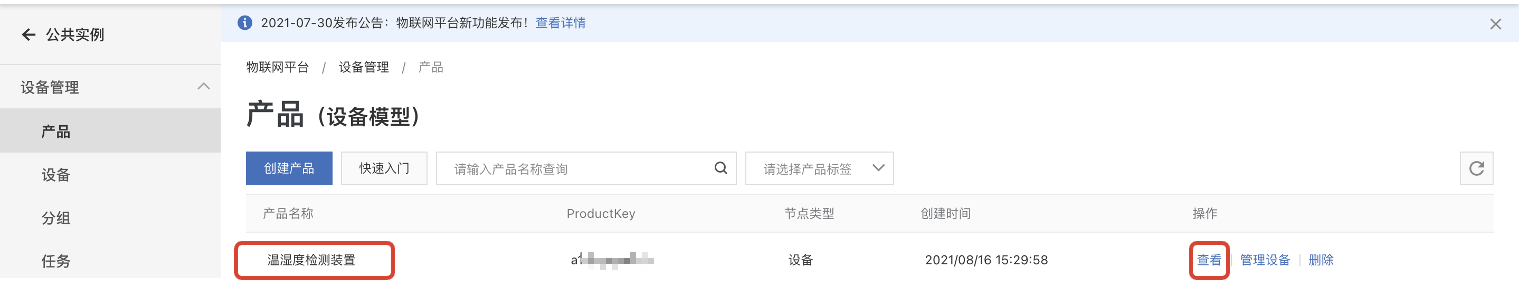 2021-07-30发布公告：物联网平台新功能发布！查看详情
公共实例
物联网平台 / 设备管理 / 产品
设备管理
产品（设备模型）
产品
创建产品 快速入门 请输入产品名称查询 请选择产品标签
设备
分组
产品名称 ProductKey 节点类型 创建时间 操作
任务
温湿度检测装置 设备 2021/08/16 15:29:58 查看 管理设备 删除